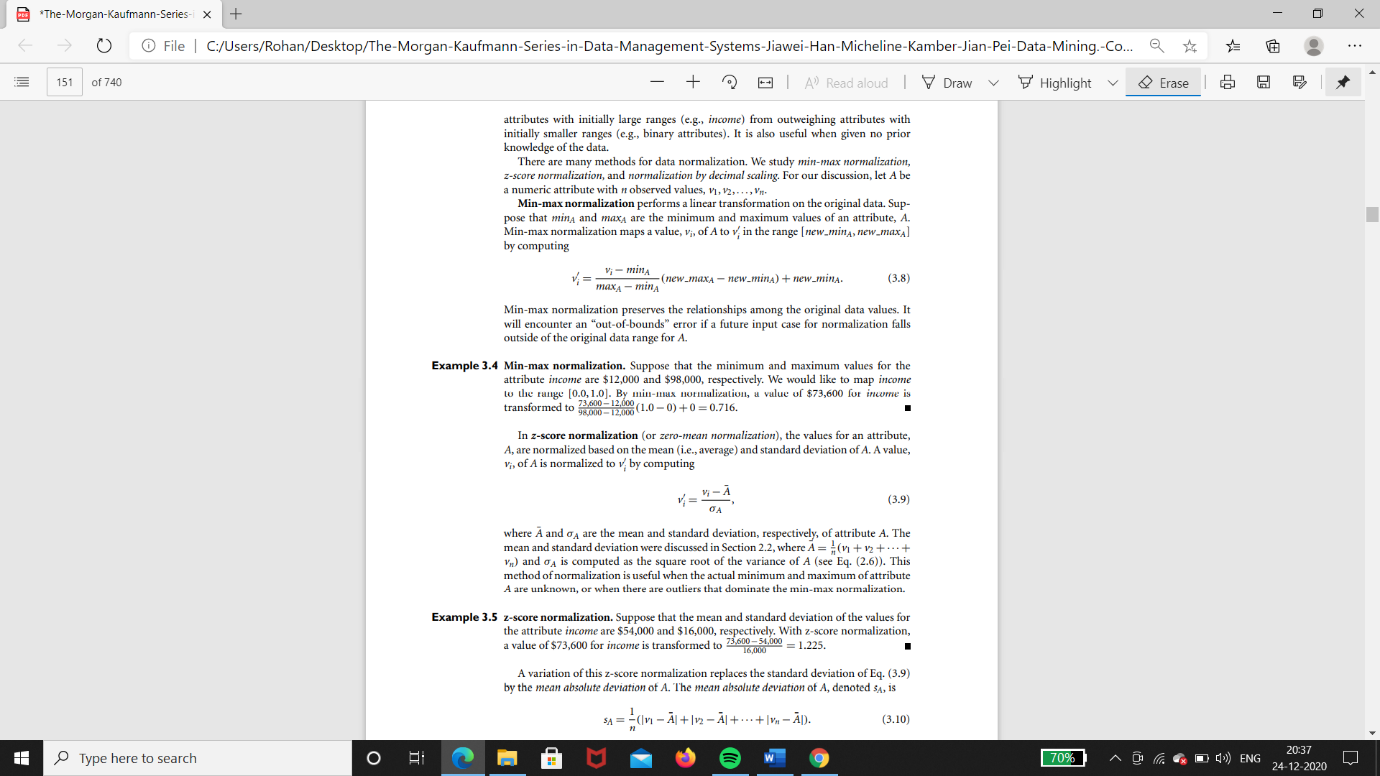 *The-Morgan-Kaufmann-Series-
File | C:/Users/Rohan/Desktop/The-Morgan-Kaufmann-Series-in-Data-Management-Systems-Jiawei-Han-Micheline-Kamber-Jian-Pei-Data-Mining.-Co...
151 of 740
Read aloud
Draw
Highlight
Erase
attributes with initially large ranges (e.g., income) from outweighing attributes with
initially smaller ranges (e.g., binary attributes). It is also useful when given no prior
knowledge of the data.
There are many methods for data normalization. We study min-max normalization,
z-score normalization, and normalization by decimal scaling. For our discussion, let A be
a numeric attribute with n observed values, v₁, v₂,..., vₙ.
Min-max normalization performs a linear transformation on the original data. Sup-
pose that min_A and max_A are the minimum and maximum values of an attribute, A.
Min-max normalization maps a value, vᵢ, of A to v′ᵢ in the range [new_min_A, new_max_A]
by computing
v′ᵢ = (vᵢ − min_A)/(max_A − min_A) (new_max_A − new_min_A) + new_min_A. (3.8)
Min-max normalization preserves the relationships among the original data values. It
will encounter an “out-of-bounds” error if a future input case for normalization falls
outside of the original data range for A.
Example 3.4 Min-max normalization. Suppose that the minimum and maximum values for the
attribute income are $12,000 and $98,000, respectively. We would like to map income
to the range [0.0, 1.0]. By min-max normalization, a value of $73,600 for income is
transformed to (73,600 − 12,000)/(98,000 − 12,000) (1.0 − 0) + 0 = 0.716. ■
In z-score normalization (or zero-mean normalization), the values for an attribute,
A, are normalized based on the mean (i.e., average) and standard deviation of A. A value,
vᵢ, of A is normalized to v′ᵢ by computing
v′ᵢ = (vᵢ − Ā)/σ_A, (3.9)
where Ā and σ_A are the mean and standard deviation, respectively, of attribute A. The
mean and standard deviation were discussed in Section 2.2, where Ā = 1/n (v₁ + v₂ + ⋯ +
vₙ) and σ_A is computed as the square root of the variance of A (see Eq. (2.6)). This
method of normalization is useful when the actual minimum and maximum of attribute
A are unknown, or when there are outliers that dominate the min-max normalization.
Example 3.5 z-score normalization. Suppose that the mean and standard deviation of the values for
the attribute income are $54,000 and $16,000, respectively. With z-score normalization,
a value of $73,600 for income is transformed to (73,600 − 54,000)/16,000 = 1.225. ■
A variation of this z-score normalization replaces the standard deviation of Eq. (3.9)
by the mean absolute deviation of A. The mean absolute deviation of A, denoted s_A, is
s_A = 1/n (|v₁ − Ā| + |v₂ − Ā| + ⋯ + |vₙ − Ā|). (3.10)
Type here to search
70%
ENG
20:37
24-12-2020